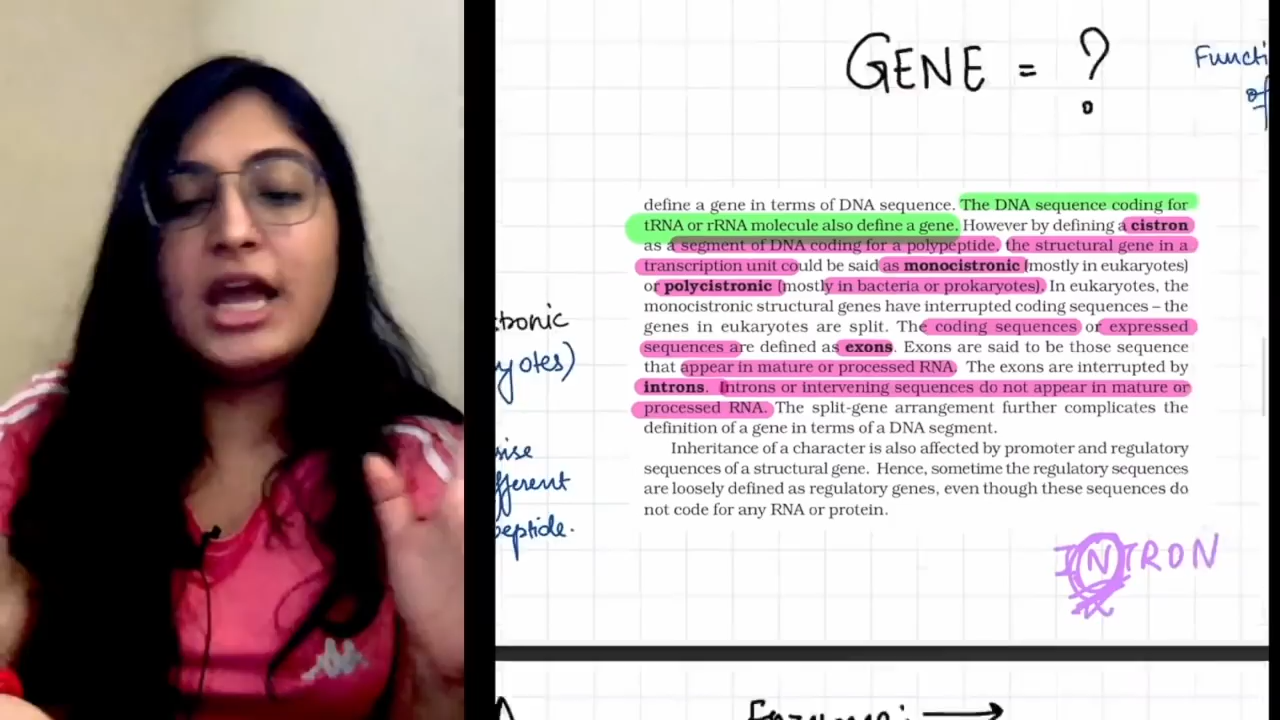 GENE = ?
Functi
of
define a gene in terms of DNA sequence. The DNA sequence coding for
tRNA or rRNA molecule also define a gene. However by defining a cistron
as a segment of DNA coding for a polypeptide, the structural gene in a
transcription unit could be said as monocistronic (mostly in eukaryotes)
or polycistronic (mostly in bacteria or prokaryotes). In eukaryotes, the
monocistronic structural genes have interrupted coding sequences – the
genes in eukaryotes are split. The coding sequences or expressed
sequences are defined as exons. Exons are said to be those sequence
that appear in mature or processed RNA. The exons are interrupted by
introns. Introns or intervening sequences do not appear in mature or
processed RNA. The split-gene arrangement further complicates the
definition of a gene in terms of a DNA segment.
Inheritance of a character is also affected by promoter and regulatory
sequences of a structural gene. Hence, sometime the regulatory sequences
are loosely defined as regulatory genes, even though these sequences do
not code for any RNA or protein.
tronic
yotes)
fferent
peptide.
INTRON